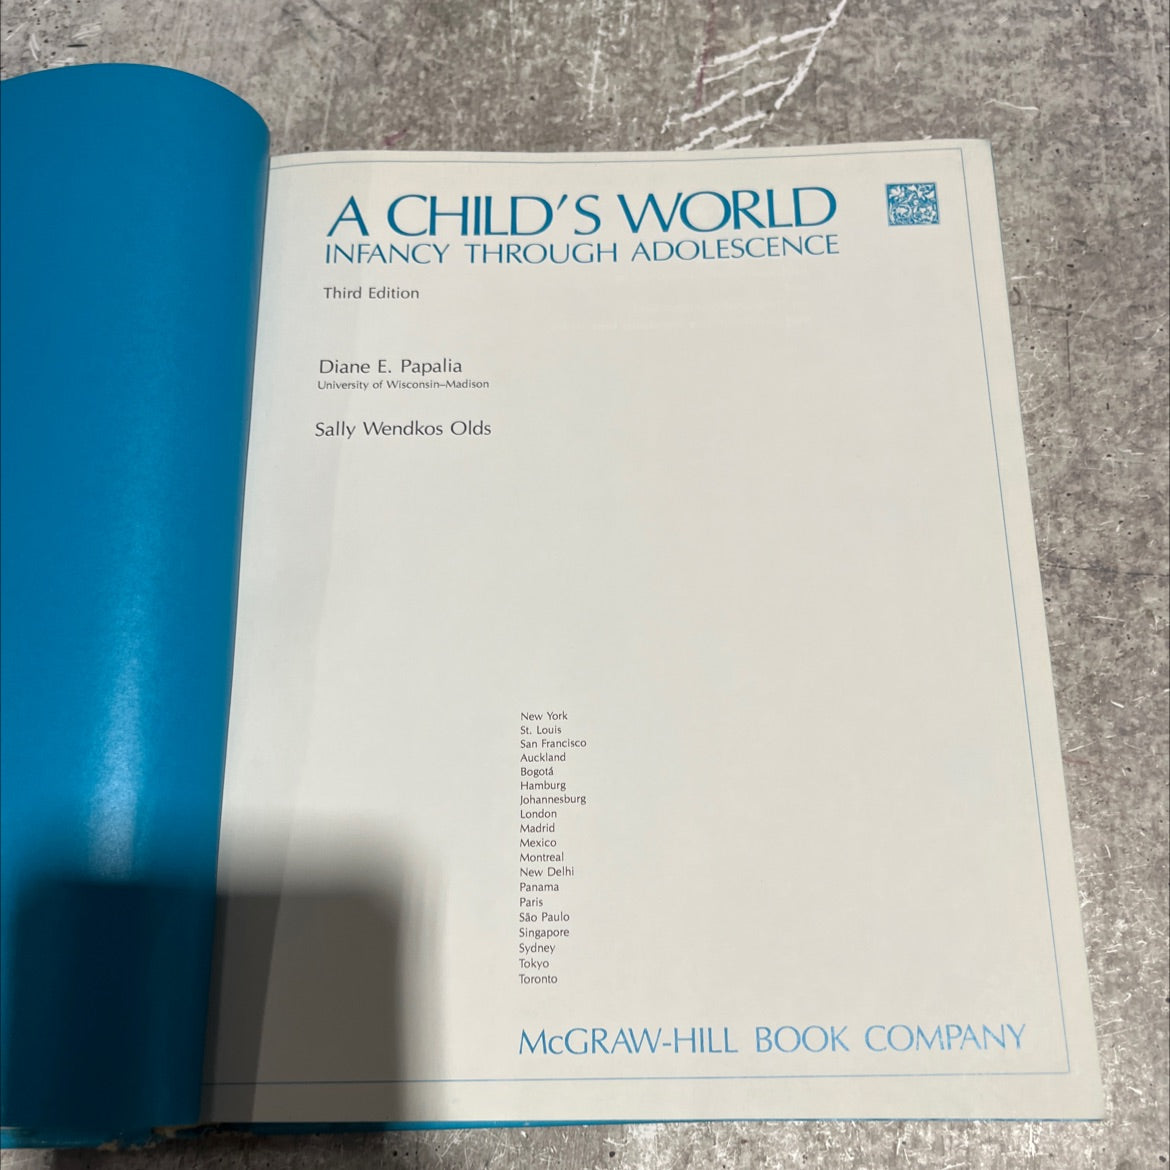 A CHILD'S WORLD
INFANCY THROUGH ADOLESCENCE
Third Edition
Diane E. Papalia
University of Wisconsin–Madison
Sally Wendkos Olds
New York
St. Louis
San Francisco
Auckland
Bogotá
Hamburg
Johannesburg
London
Madrid
Mexico
Montreal
New Delhi
Panama
Paris
São Paulo
Singapore
Sydney
Tokyo
Toronto
McGRAW-HILL BOOK COMPANY